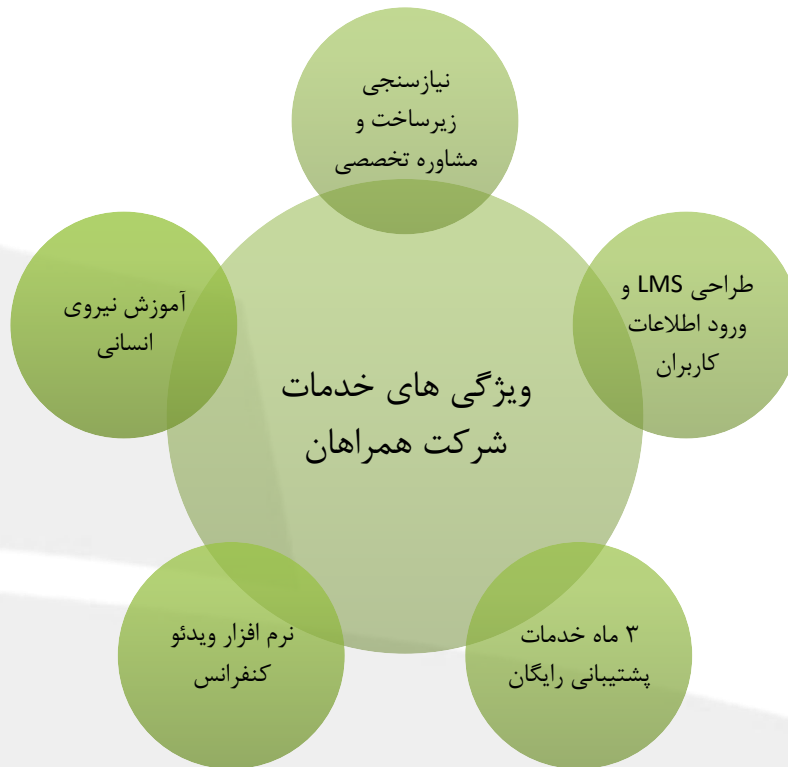 نیازسنجی
زیرساخت و
مشاوره تخصصی
طراحی LMS و
ورود اطلاعات
کاربران
آموزش نیروی
انسانی
ویژگی های خدمات
شرکت همراهان
۳ ماه خدمات
پشتیبانی رایگان
نرم افزار ویدئو
کنفرانس